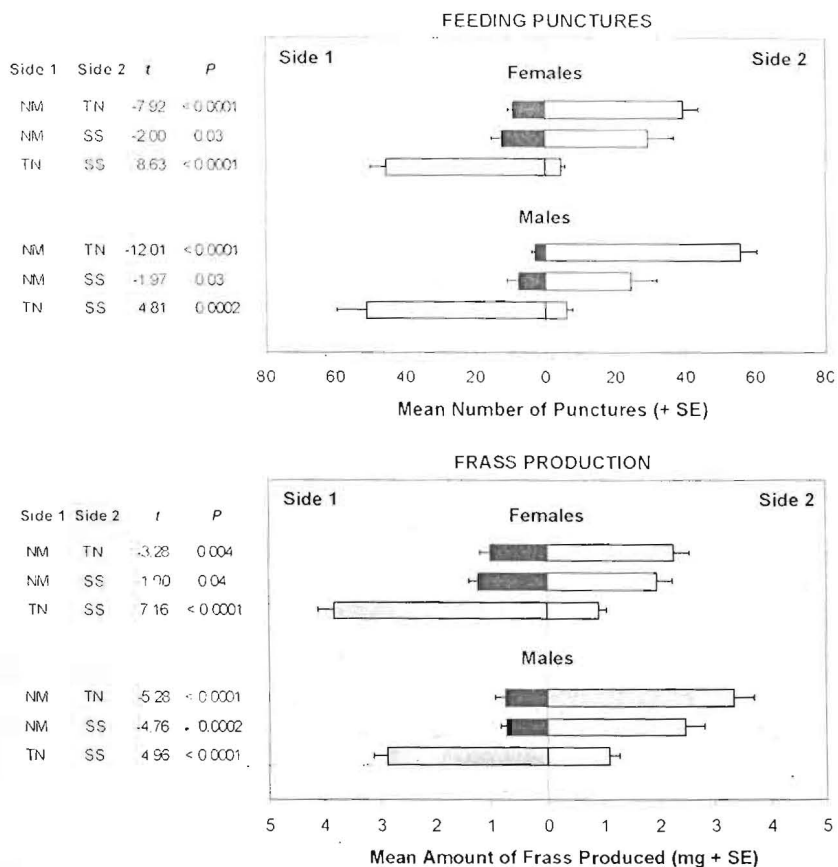 FEEDING PUNCTURES
Side 1 Side 2 t P
Side 1 Side 2
Females
NM TN -7.92 <0.0001
NM SS -2.00 0.03
TN SS 8.63 <0.0001
Males
NM TN -12.01 <0.0001
NM SS -1.97 0.03
TN SS 4.81 0.0002
80 60 40 20 0 20 40 60 80
Mean Number of Punctures (+ SE)
FRASS PRODUCTION
Side 1 Side 2
Side 1 Side 2 t P
Females
NM TN -3.28 0.004
NM SS 0.04
TN SS 7.16 <0.0001
Males
NM TN -5.28 <0.0001
NM SS -4.76 0.0002
TN SS 4.96 <0.0001
5 4 3 2 1 0 1 2 3 4 5
Mean Amount of Frass Produced (mg + SE)